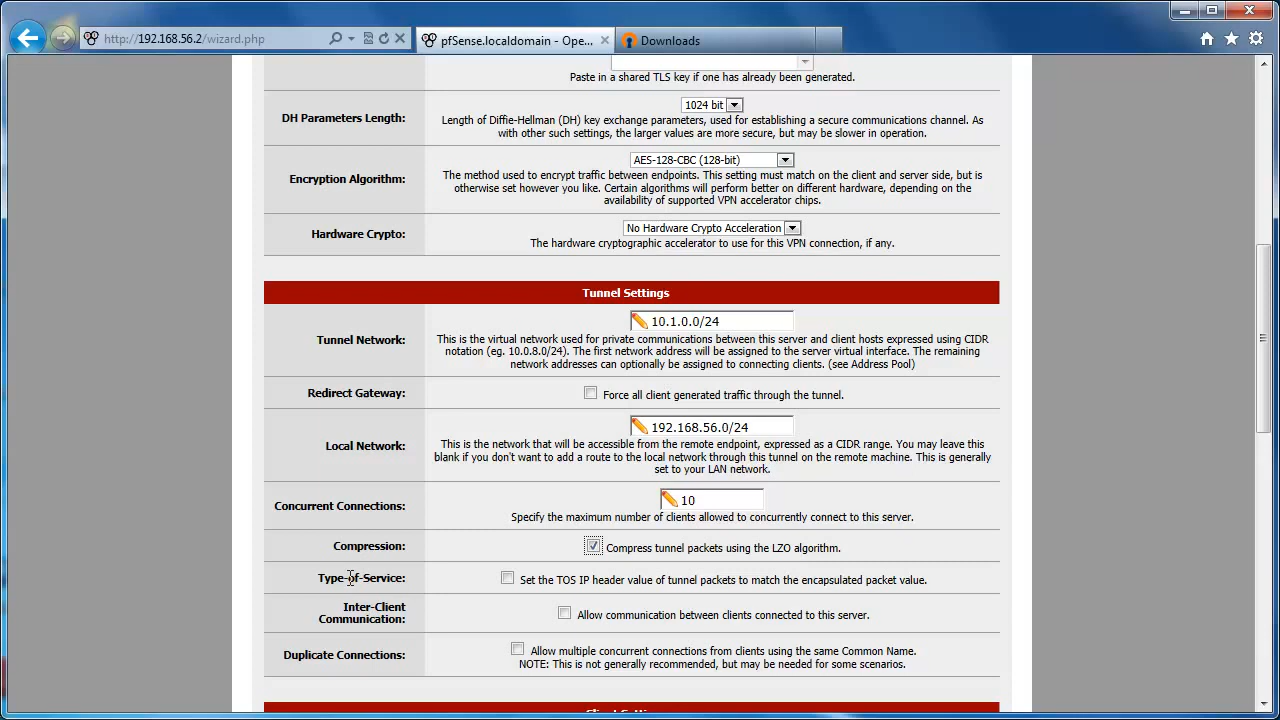 http://192.168.56.2/wizard.php
pfSense.localdomain - Ope...
Downloads
Paste in a shared TLS key if one has already been generated.
DH Parameters Length:
1024 bit
Length of Diffie-Hellman (DH) key exchange parameters, used for establishing a secure communications channel. As
with other such settings, the larger values are more secure, but may be slower in operation.
Encryption Algorithm:
AES-128-CBC (128-bit)
The method used to encrypt traffic between endpoints. This setting must match on the client and server side, but is
otherwise set however you like. Certain algorithms will perform better on different hardware, depending on the
availability of supported VPN accelerator chips.
Hardware Crypto:
No Hardware Crypto Acceleration
The hardware cryptographic accelerator to use for this VPN connection, if any.
Tunnel Settings
Tunnel Network:
10.1.0.0/24
This is the virtual network used for private communications between this server and client hosts expressed using CIDR
notation (eg. 10.0.8.0/24). The first network address will be assigned to the server virtual interface. The remaining
network addresses can optionally be assigned to connecting clients. (see Address Pool)
Redirect Gateway:
Force all client generated traffic through the tunnel.
Local Network:
192.168.56.0/24
This is the network that will be accessible from the remote endpoint, expressed as a CIDR range. You may leave this
blank if you don't want to add a route to the local network through this tunnel on the remote machine. This is generally
set to your LAN network.
Concurrent Connections:
10
Specify the maximum number of clients allowed to concurrently connect to this server.
Compression:
Compress tunnel packets using the LZO algorithm.
Type-of-Service:
Set the TOS IP header value of tunnel packets to match the encapsulated packet value.
Inter-Client
Communication:
Allow communication between clients connected to this server.
Duplicate Connections:
Allow multiple concurrent connections from clients using the same Common Name.
NOTE: This is not generally recommended, but may be needed for some scenarios.